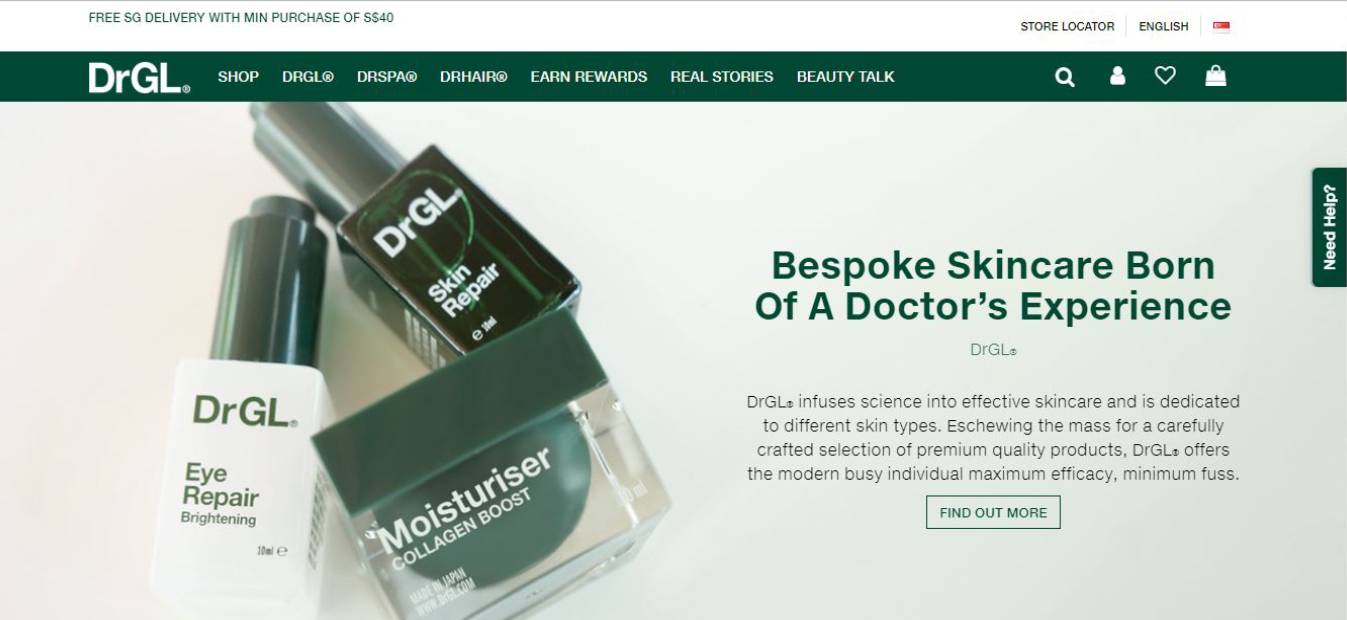 FREE SG DELIVERY WITH MIN PURCHASE OF S$40
STORE LOCATOR
ENGLISH
DrGL®
SHOP
DRGL®
DRSPA®
DRHAIR®
EARN REWARDS
REAL STORIES
BEAUTY TALK
Need Help?
DrGL®
Skin
Repair
10ml
DrGL®
Eye
Repair
Brightening
10ml ℮
Moisturiser
COLLAGEN BOOST
MADE IN JAPAN
WWW.DrGL.COM
Bespoke Skincare Born
Of A Doctor’s Experience
DrGL®
DrGL® infuses science into effective skincare and is dedicated
to different skin types. Eschewing the mass for a carefully
crafted selection of premium quality products, DrGL® offers
the modern busy individual maximum efficacy, minimum fuss.
FIND OUT MORE